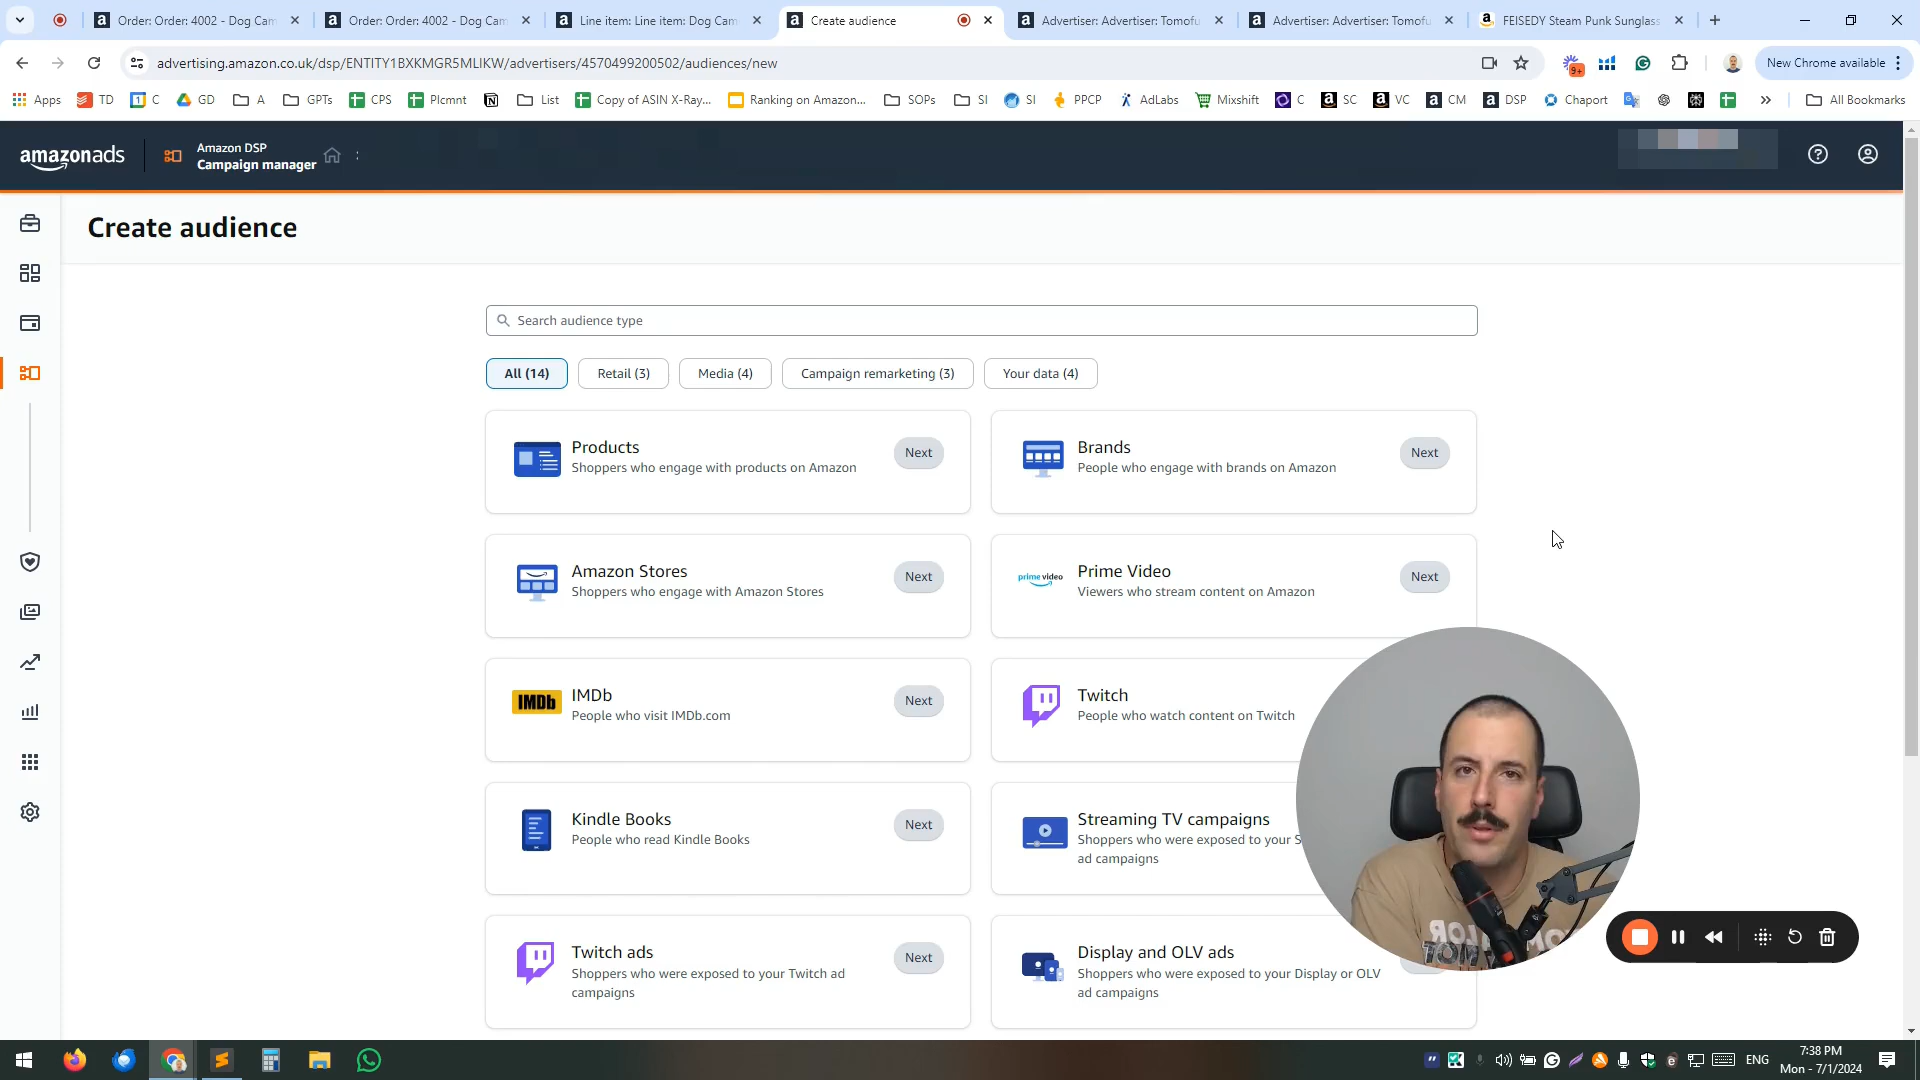 Order: Order: 4002 - Dog Cam
Order: Order: 4002 - Dog Cam
Line item: Line item: Dog Cam
Create audience
Advertiser: Advertiser: Tomofu
Advertiser: Advertiser: Tomofu
FEISEDY Steam Punk Sunglass
advertising.amazon.co.uk/dsp/ENTITY1BXKMGR5MLIKW/advertisers/4570499200502/audiences/new
9+
New Chrome available
Apps
TD
C
GD
A
GPTs
CPS
Plcmnt
List
Copy of ASIN X-Ray...
Ranking on Amazon...
SOPs
SI
SI
PPCP
AdLabs
Mixshift
C
SC
VC
CM
DSP
Chaport
All Bookmarks
amazonads
Amazon DSP
Campaign manager
Create audience
Search audience type
All (14)
Retail (3)
Media (4)
Campaign remarketing (3)
Your data (4)
Products
Shoppers who engage with products on Amazon
Next
Brands
People who engage with brands on Amazon
Next
Amazon Stores
Shoppers who engage with Amazon Stores
Next
prime video
Prime Video
Viewers who stream content on Amazon
Next
IMDb
IMDb
People who visit IMDb.com
Next
Twitch
People who watch content on Twitch
Kindle Books
People who read Kindle Books
Next
Streaming TV campaigns
Shoppers who were exposed to your S
ad campaigns
Twitch ads
Shoppers who were exposed to your Twitch ad
campaigns
Next
Display and OLV ads
Shoppers who were exposed to your Display or OLV
ad campaigns
ENG
7:38 PM
Mon - 7/1/2024